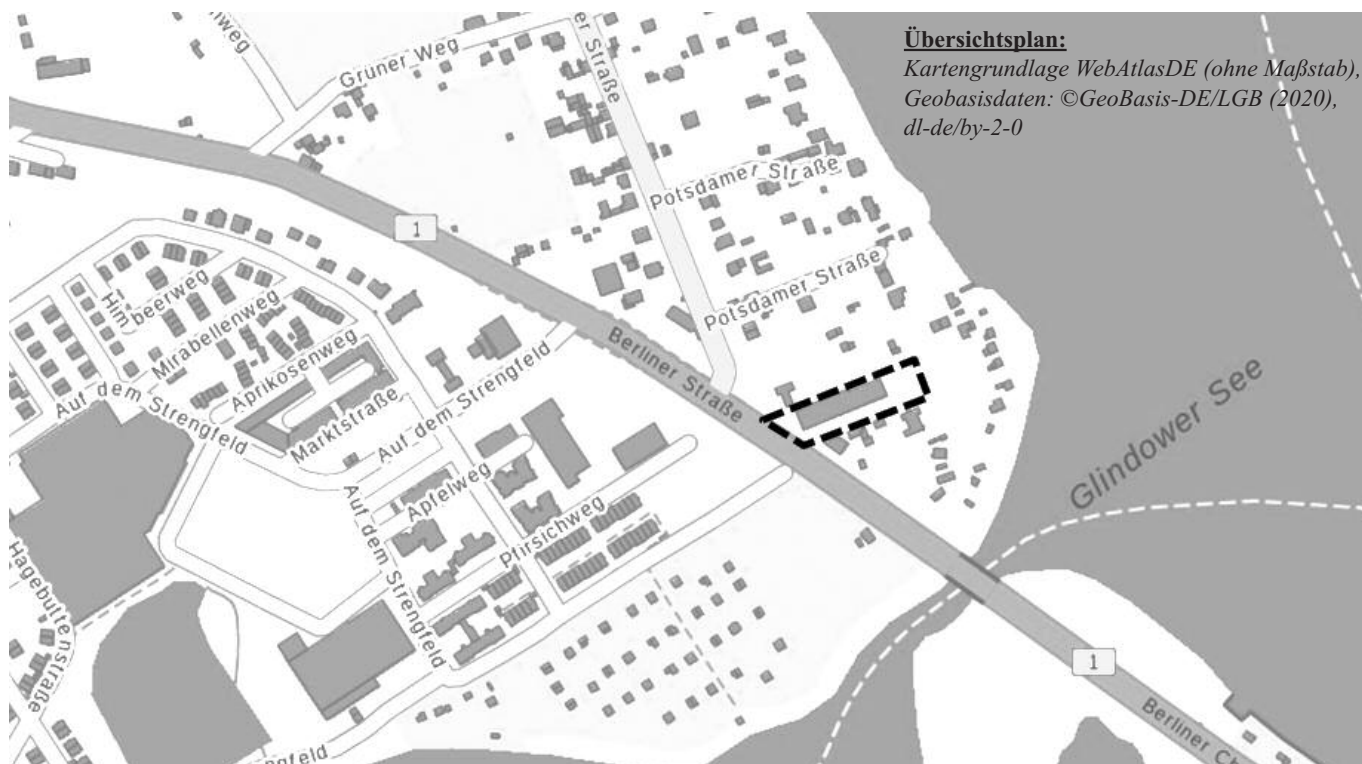 Übersichtsplan:
Kartengrundlage WebAtlasDE (ohne Maßstab),
Geobasisdaten: ©GeoBasis-DE/LGB (2020),
dl-de/by-2-0
Grüner Weg
Straße
Potsdamer Straße
1
Potsdamer Straße
Himbeerweg
Mirabellenweg
Berliner Straße
Aprikosenweg
Auf dem Strengfeld
Marktstraße
Auf dem Strengfeld
Glindower See
Apfelweg
Auf dem Strengfeld
Pfirsichweg
Hagebuttenstraße
1
Berliner